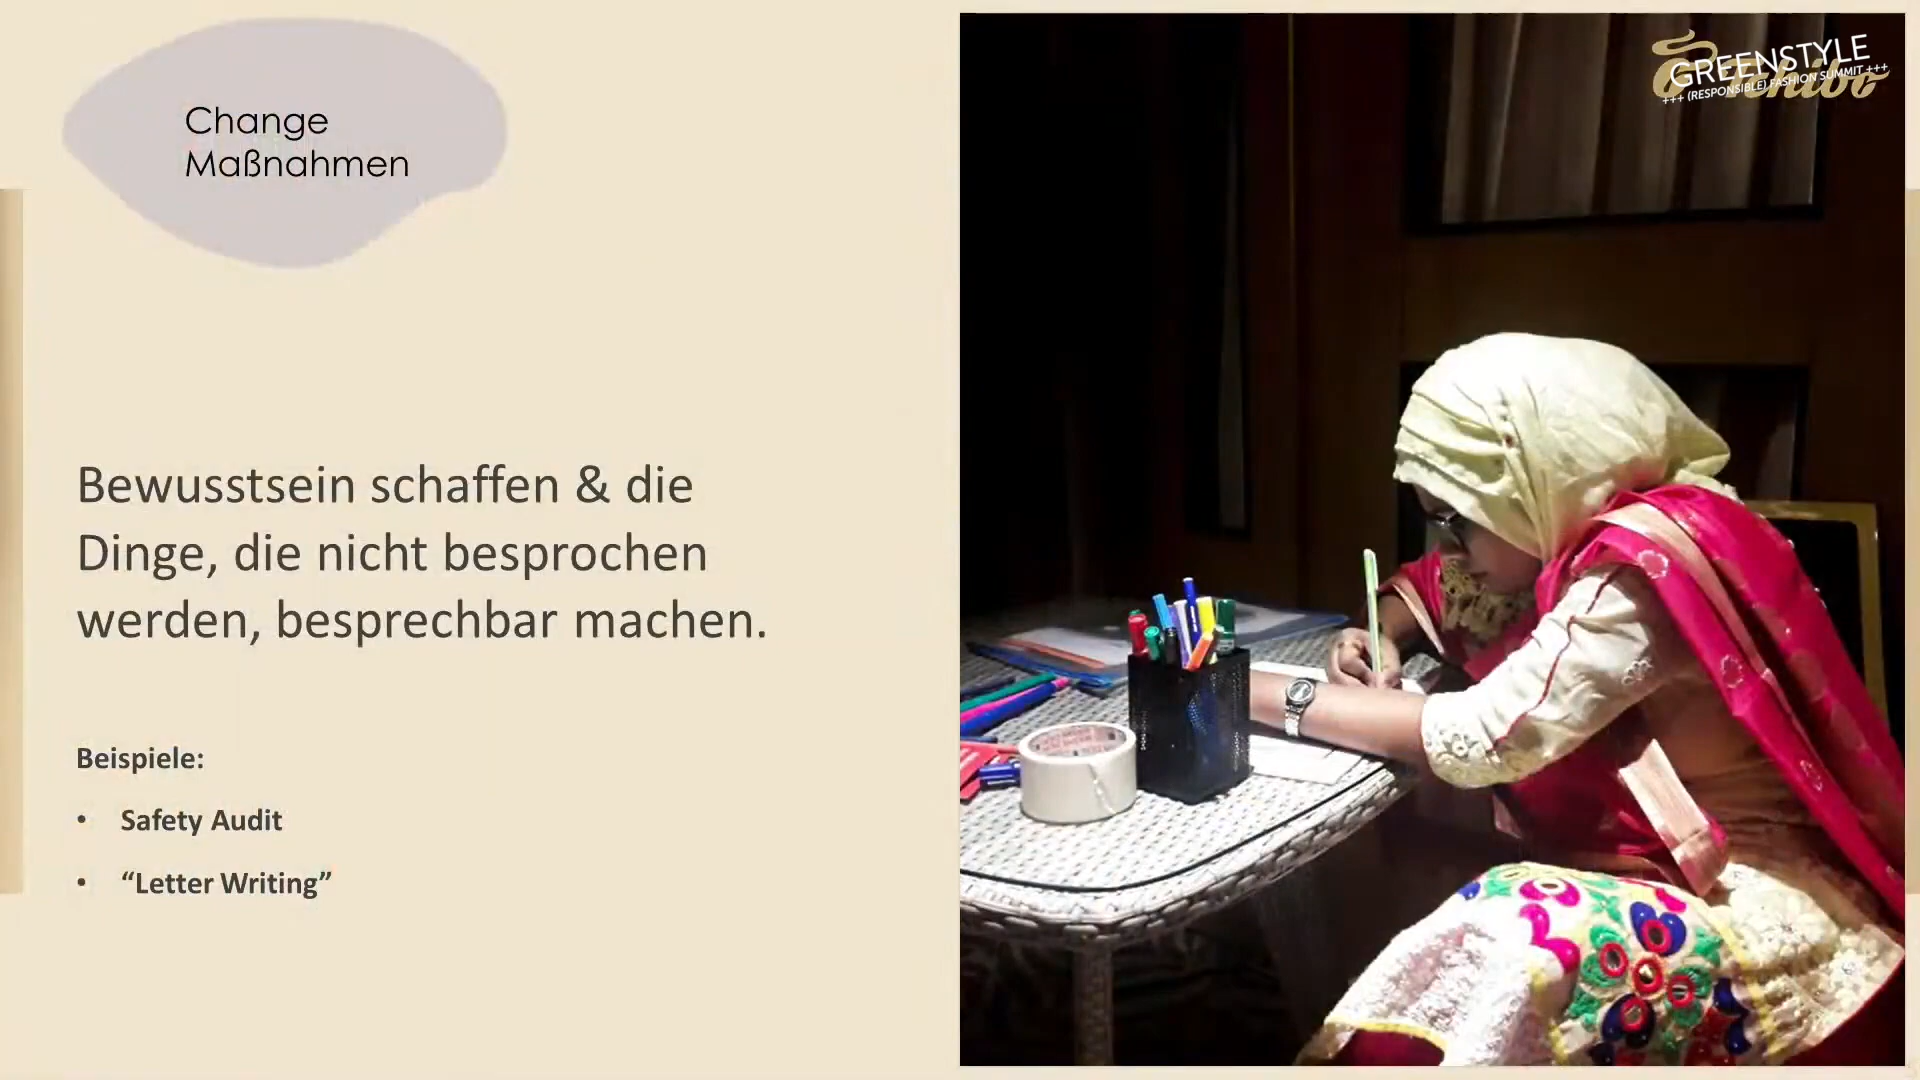 Change
Maßnahmen
GREENSTYLE
+++ (RESPONSIBLE) FASHION SUMMIT +++
Tchibo
Bewusstsein schaffen & die
Dinge, die nicht besprochen
werden, besprechbar machen.
Beispiele:
• Safety Audit
• “Letter Writing”